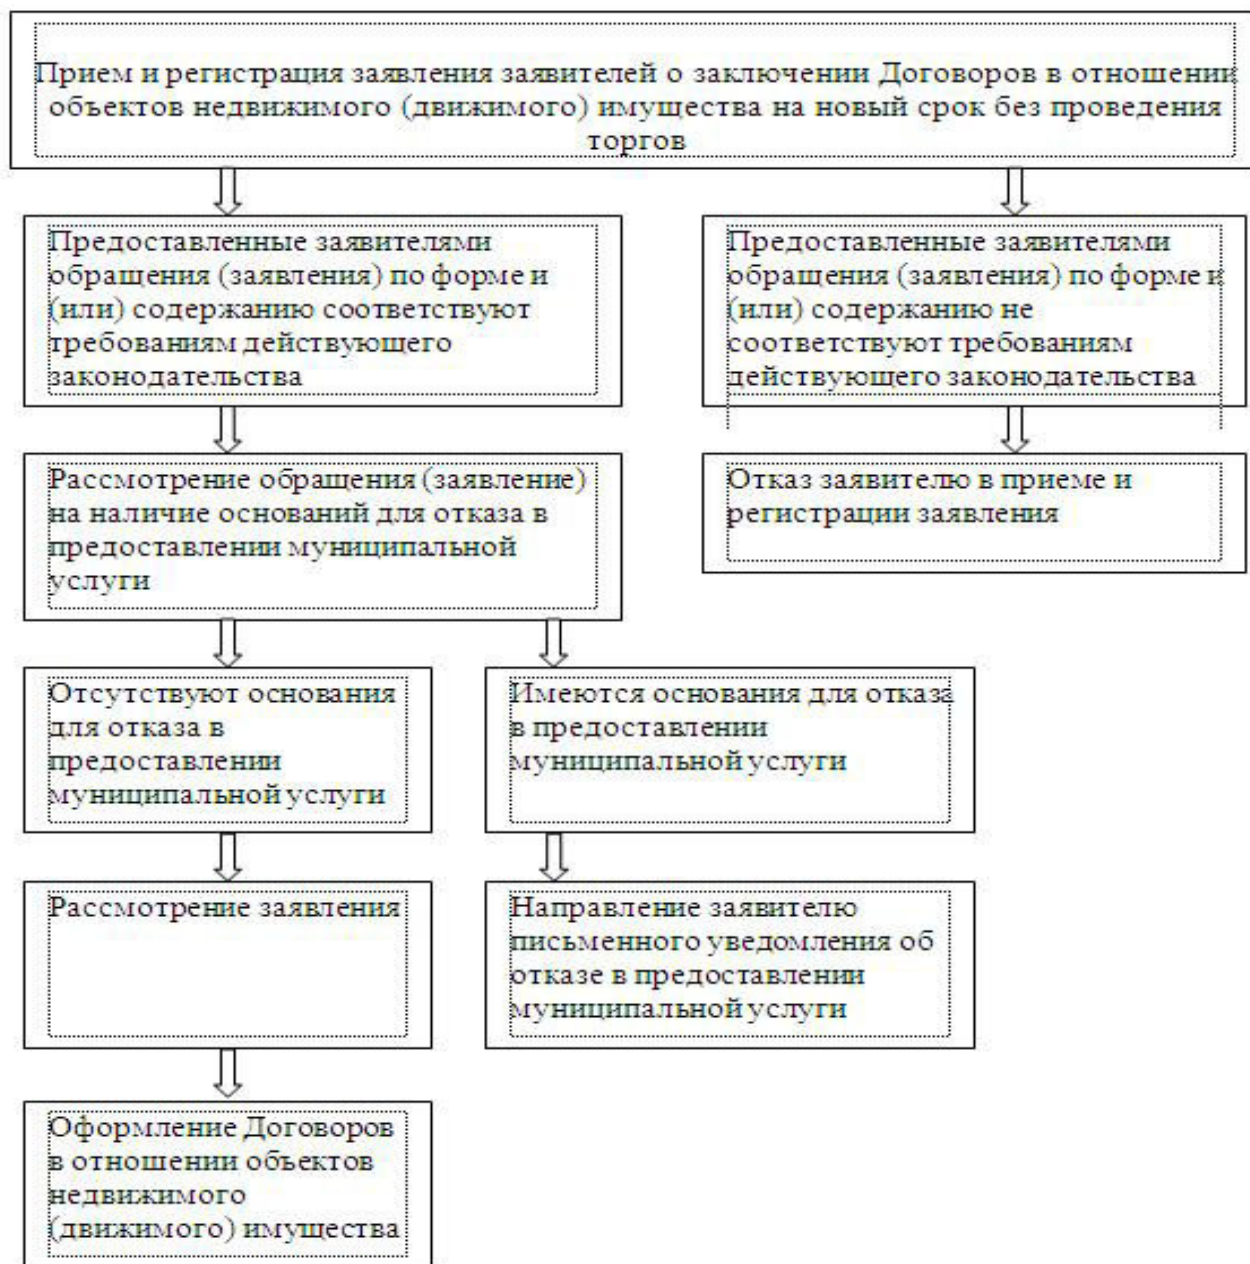 Прием и регистрация заявления заявителей о заключении Договоров в отношении
объектов недвижимого (движимого) имущества на новый срок без проведения
торгов
Предоставленные заявителями
обращения (заявления) по форме и
(или) содержанию соответствуют
требованиям действующего
законодательства
Предоставленные заявителями
обращения (заявления) по форме и
(или) содержанию не
соответствуют требованиям
действующего законодательства
Рассмотрение обращения (заявление)
на наличие оснований для отказа в
предоставлении муниципальной
услуги
Отказ заявителю в приеме и
регистрации заявления
Отсутствуют основания
для отказа в
предоставлении
муниципальной услуги
Имеются основания для отказа
в предоставлении
муниципальной услуги
Рассмотрение заявления
Направление заявителю
письменного уведомления об
отказе в предоставлении
муниципальной услуги
Оформление Договоров
в отношении объектов
недвижимого
(движимого) имущества